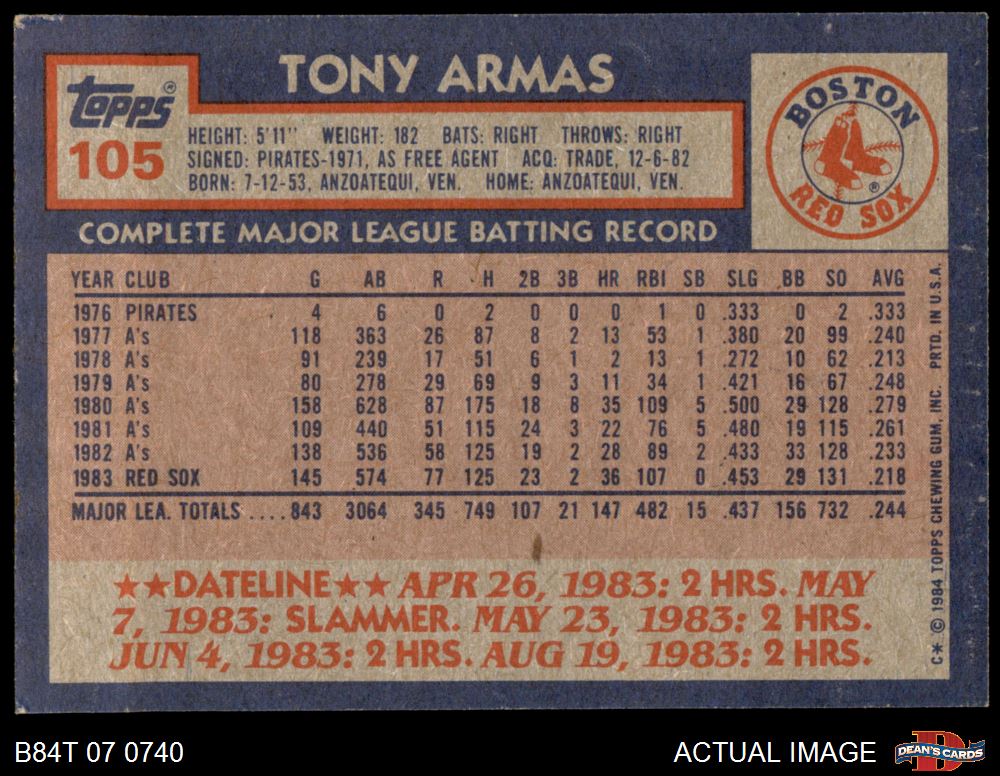 TONY ARMAS
Topps®
105
HEIGHT: 5'11" WEIGHT: 182 BATS: RIGHT THROWS: RIGHT
SIGNED: PIRATES-1971, AS FREE AGENT ACQ: TRADE, 12-6-82
BORN: 7-12-53, ANZOATEQUI, VEN. HOME: ANZOATEQUI, VEN.
BOSTON
RED SOX
®
COMPLETE MAJOR LEAGUE BATTING RECORD
YEAR CLUB G AB R H 2B 3B HR RBI SB SLG BB SO AVG
1976 PIRATES 4 6 0 2 0 0 0 1 0 .333 0 2 .333
1977 A's 118 363 26 87 8 2 13 53 1 .380 20 99 .240
1978 A's 91 239 17 51 6 1 2 13 1 .272 10 62 .213
1979 A's 80 278 29 69 9 3 11 34 1 .421 16 67 .248
1980 A's 158 628 87 175 18 8 35 109 5 .500 29 128 .279
1981 A's 109 440 51 115 24 3 22 76 5 .480 19 115 .261
1982 A's 138 536 58 125 19 2 28 89 2 .433 33 128 .233
1983 RED SOX 145 574 77 125 23 2 36 107 0 .453 29 131 .218
MAJOR LEA. TOTALS ....843 3064 345 749 107 21 147 482 15 .437 156 732 .244
★★DATELINE★★ APR 26, 1983: 2 HRS. MAY
7, 1983: SLAMMER. MAY 23, 1983: 2 HRS.
JUN 4, 1983: 2 HRS. AUG 19, 1983: 2 HRS.
C* © 1984 TOPPS CHEWING GUM, INC. PRTD. IN U.S.A.
B84T 07 0740
ACTUAL IMAGE
D
DEAN'S CARDS